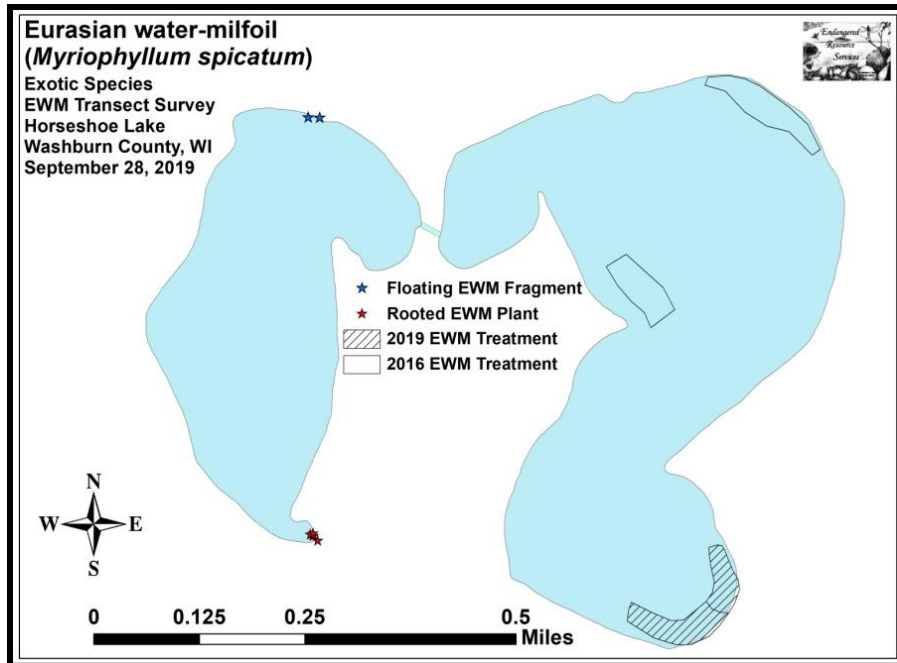 Eurasian water-milfoil
(Myriophyllum spicatum)
Exotic Species
EWM Transect Survey
Horseshoe Lake
Washburn County, WI
September 28, 2019
Endangered
Resource
Services
Floating EWM Fragment
Rooted EWM Plant
2019 EWM Treatment
2016 EWM Treatment
N
W E
S
0 0.125 0.25 0.5
Miles